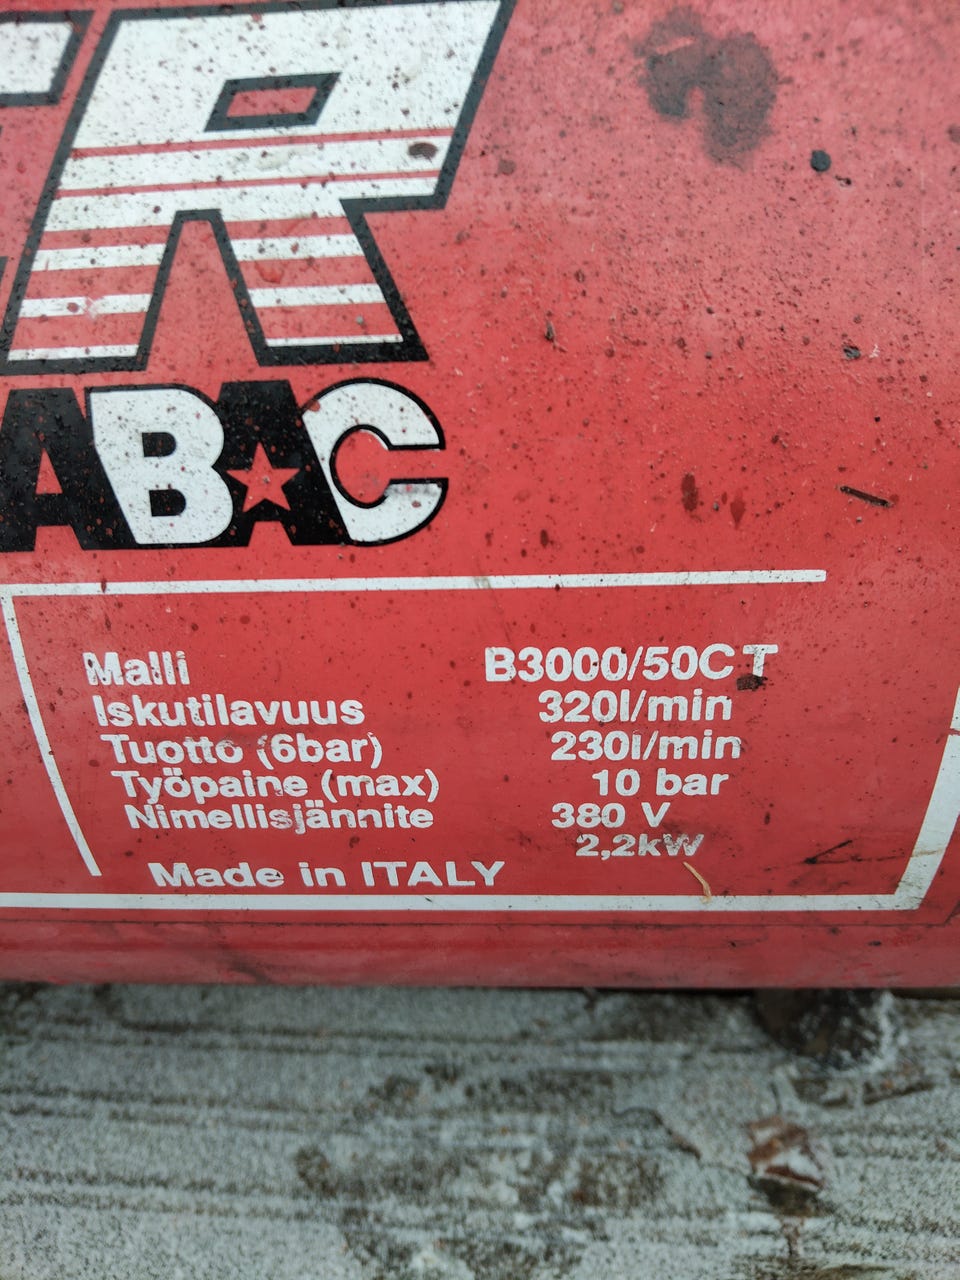 ER
ABAC
Malli B3000/50CT
Iskutilavuus 320l/min
Tuotto (6bar) 230l/min
Työpaine (max) 10 bar
Nimellisjännite 380 V
2,2kW
Made in ITALY